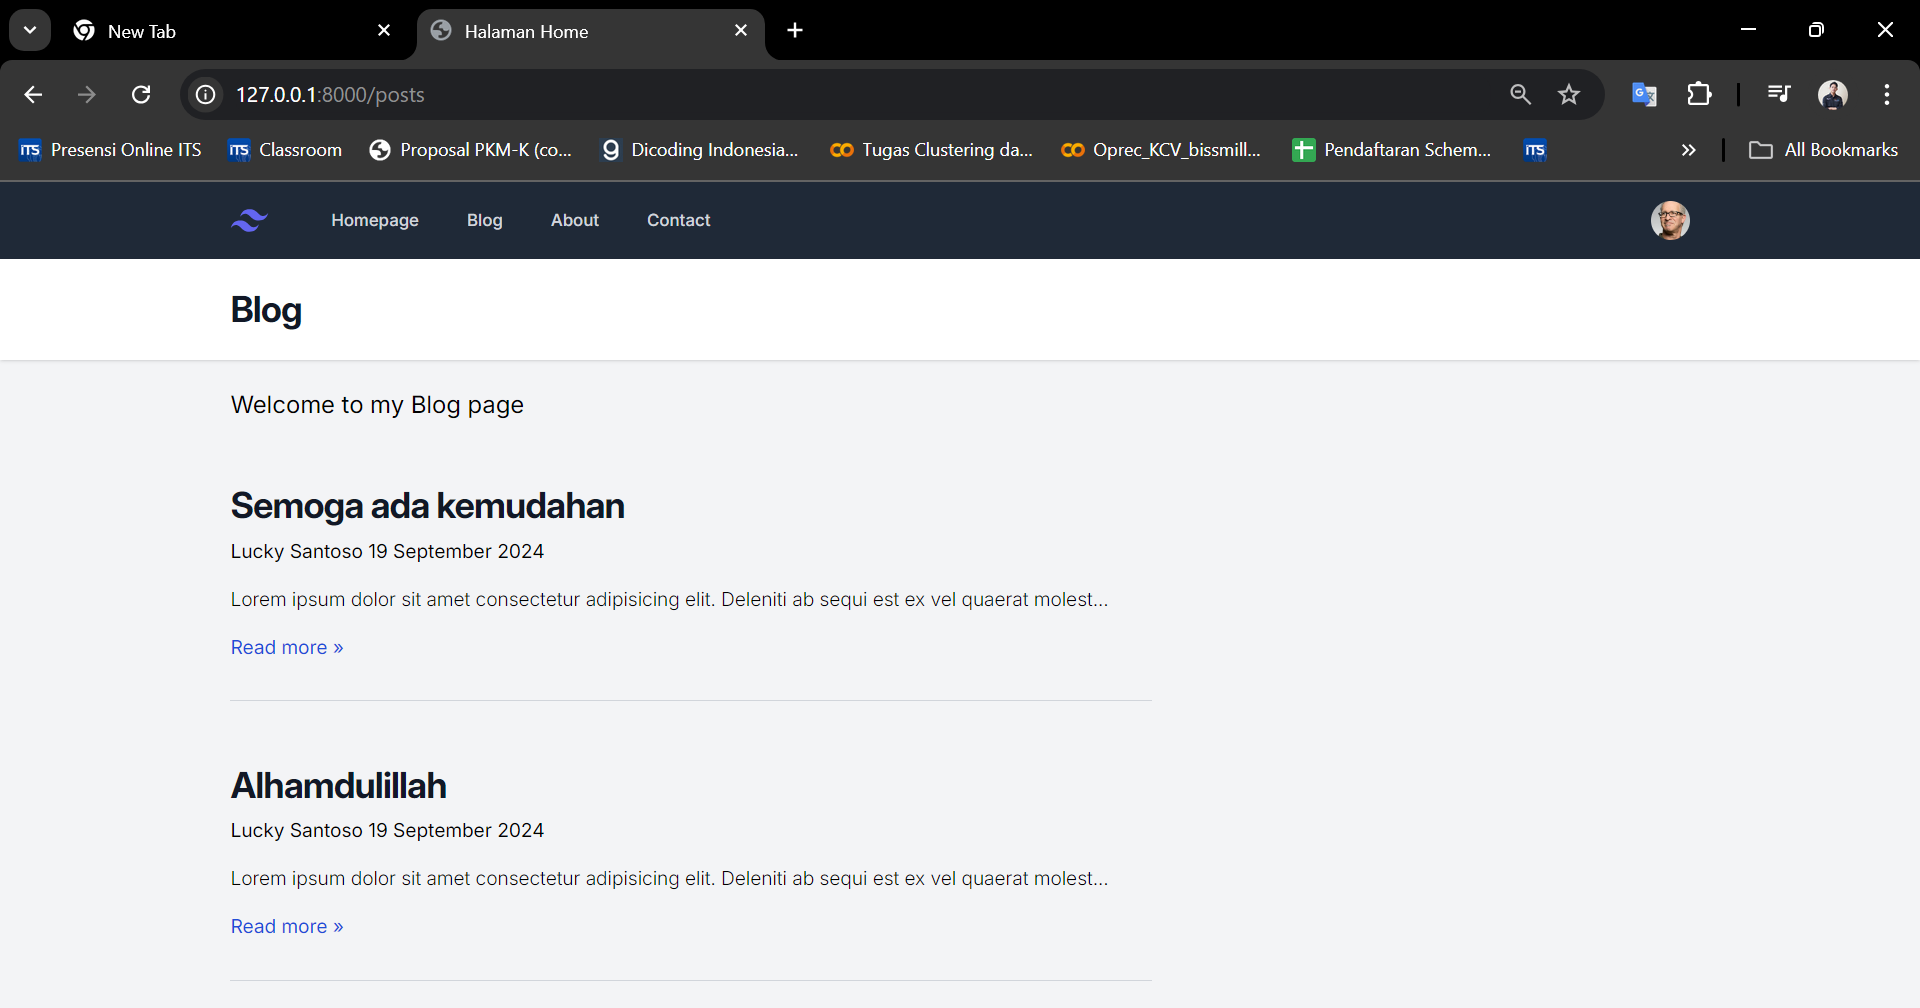 New Tab
Halaman Home
127.0.0.1:8000/posts
Presensi Online ITS
Classroom
Proposal PKM-K (co...
Dicoding Indonesia...
Tugas Clustering da...
Oprec_KCV_bissmill...
Pendaftaran Schem...
ITS
All Bookmarks
Homepage
Blog
About
Contact
Blog
Welcome to my Blog page
Semoga ada kemudahan
Lucky Santoso 19 September 2024
Lorem ipsum dolor sit amet consectetur adipisicing elit. Deleniti ab sequi est ex vel quaerat molest...
Read more »
Alhamdulillah
Lucky Santoso 19 September 2024
Lorem ipsum dolor sit amet consectetur adipisicing elit. Deleniti ab sequi est ex vel quaerat molest...
Read more »